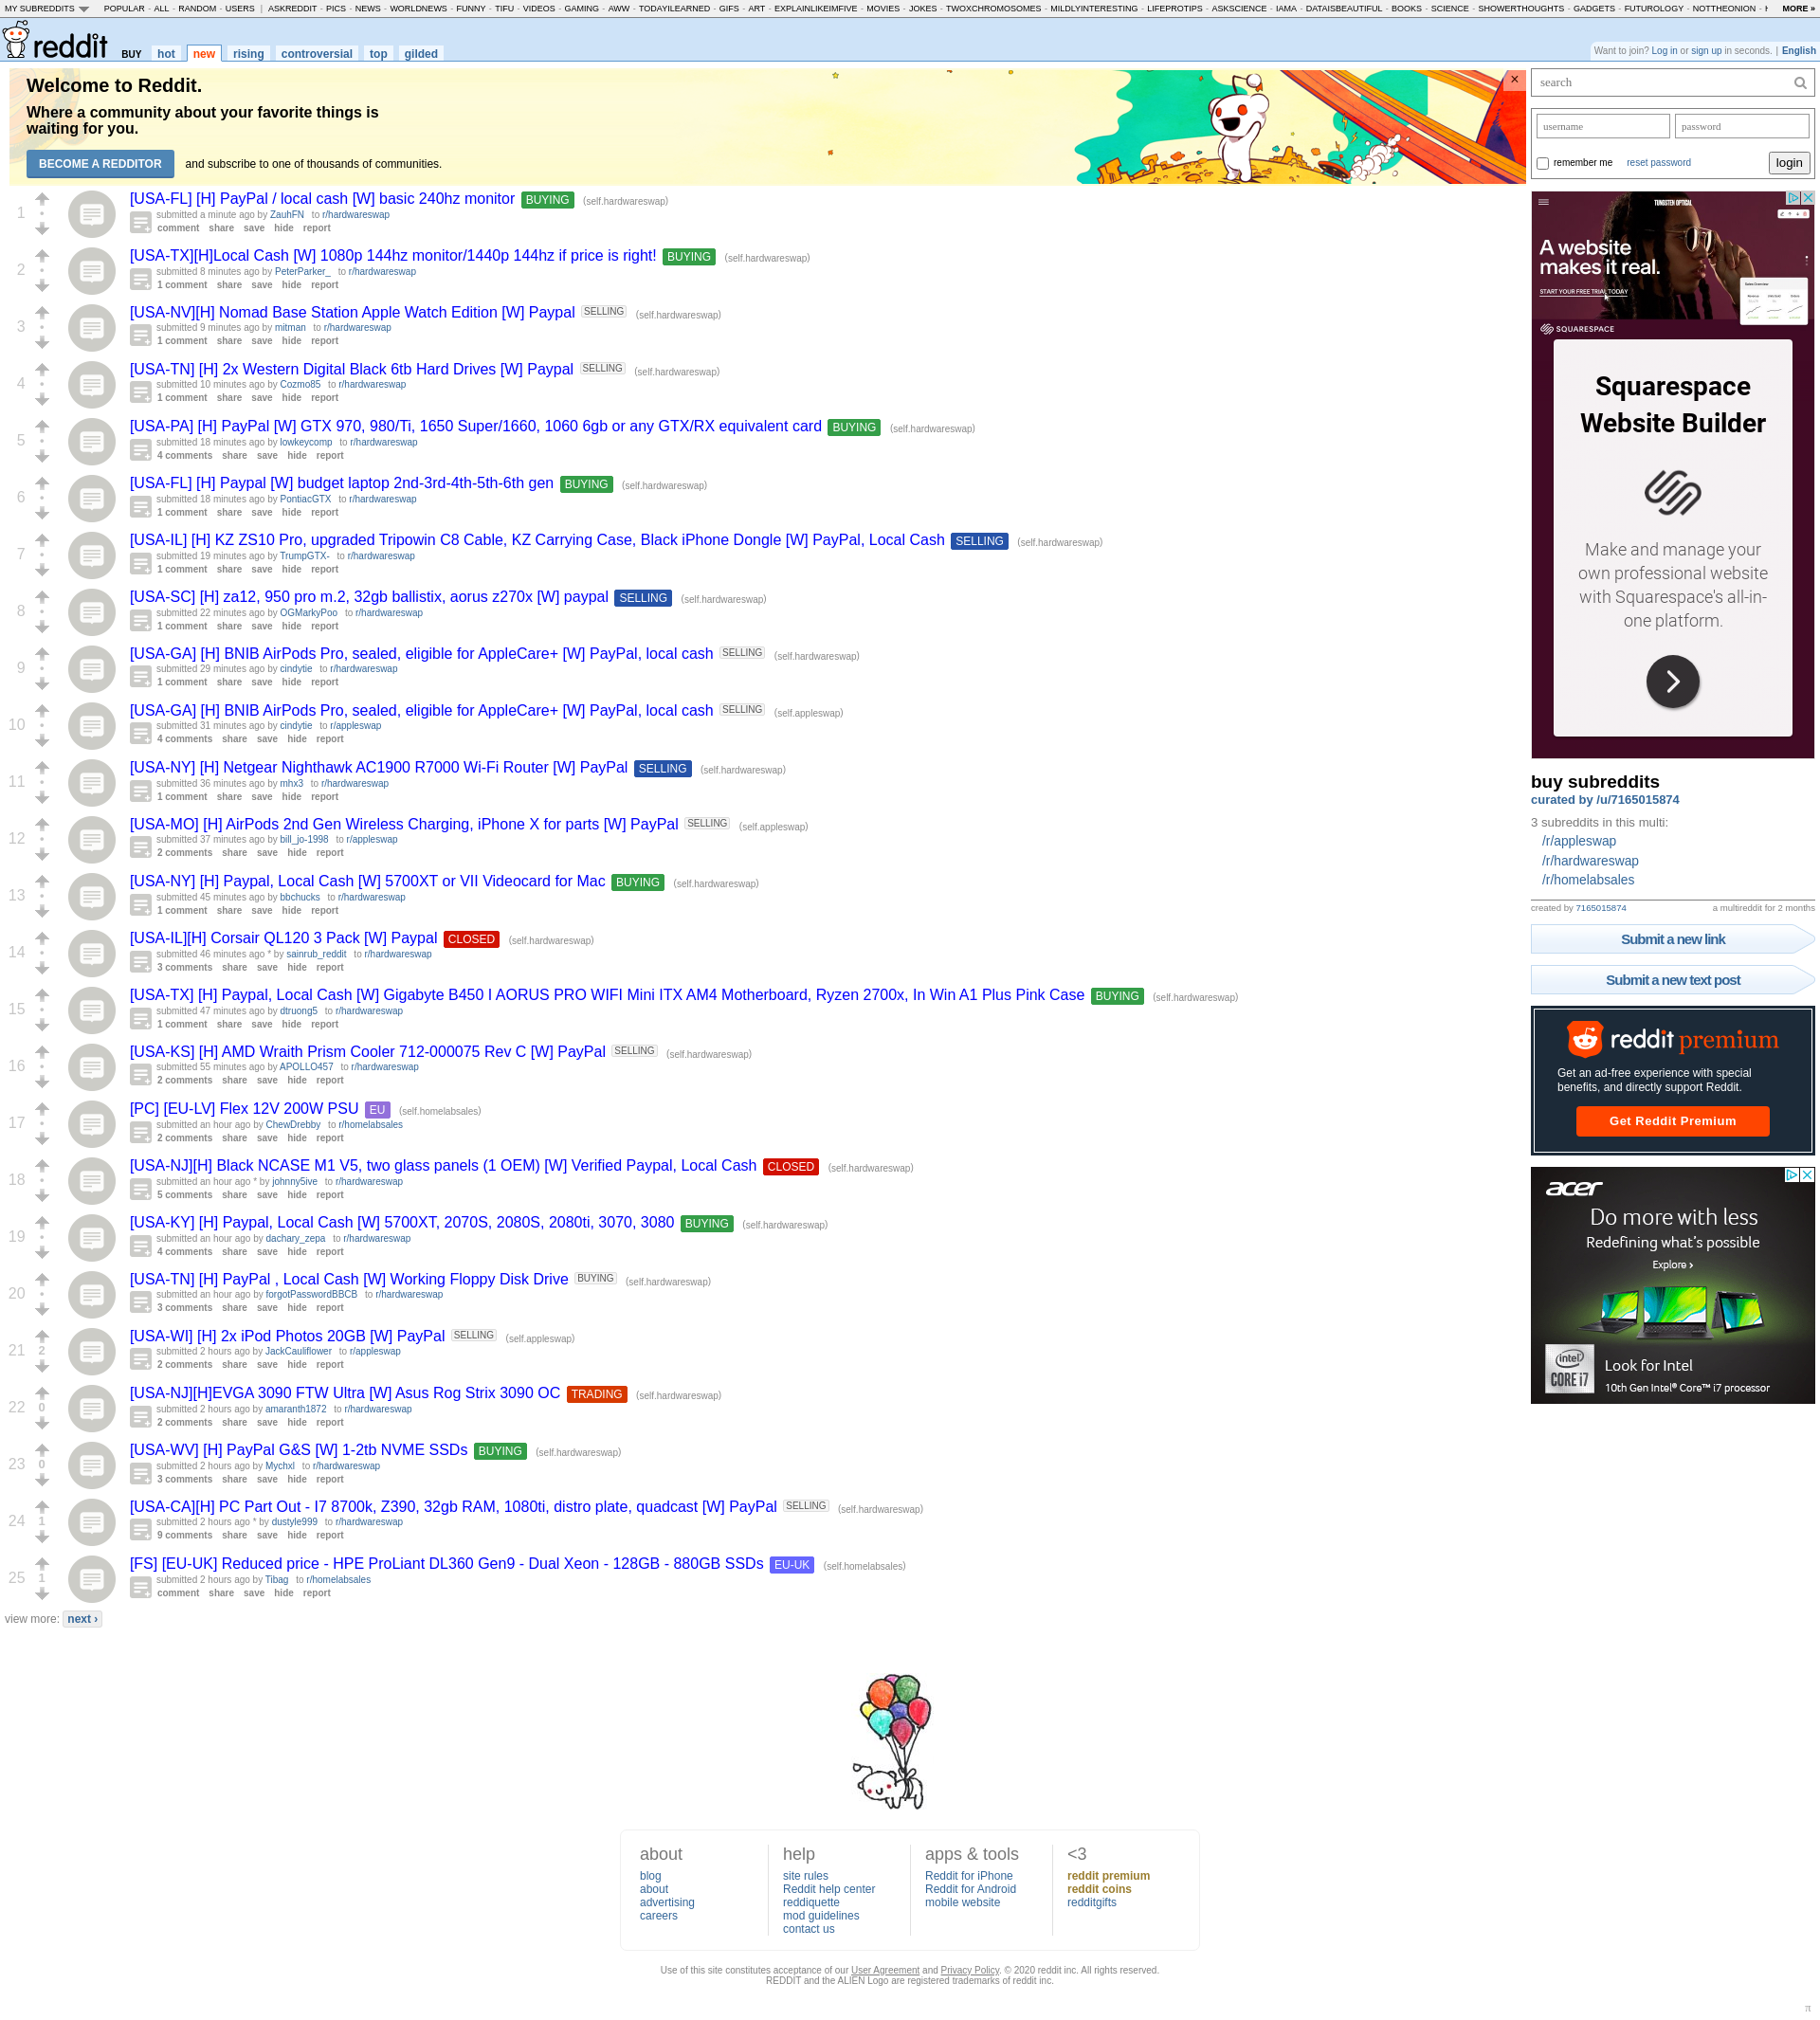 MY SUBREDDITS POPULAR - ALL - RANDOM - USERS | ASKREDDIT - PICS - NEWS - WORLDNEWS - FUNNY - TIFU - VIDEOS - GAMING - AWW - TODAYILEARNED - GIFS - ART - EXPLAINLIKEIMFIVE - MOVIES - JOKES - TWOXCHROMOSOMES - MILDLYINTERESTING - LIFEPROTIPS - ASKSCIENCE - IAMA - DATAISBEAUTIFUL - BOOKS - SCIENCE - SHOWERTHOUGHTS - GADGETS - FUTUROLOGY - NOTTHEONION - MORE »
reddit BUY hot new rising controversial top gilded
Want to join? Log in or sign up in seconds. | English
Welcome to Reddit.
Where a community about your favorite things is
waiting for you.
BECOME A REDDITOR and subscribe to one of thousands of communities.
1
[USA-FL] [H] PayPal / local cash [W] basic 240hz monitor BUYING (self.hardwareswap)
submitted a minute ago by ZauhFN to r/hardwareswap
comment share save hide report
2
[USA-TX][H]Local Cash [W] 1080p 144hz monitor/1440p 144hz if price is right! BUYING (self.hardwareswap)
submitted 8 minutes ago by PeterParker_ to r/hardwareswap
1 comment share save hide report
3
[USA-NV][H] Nomad Base Station Apple Watch Edition [W] Paypal SELLING (self.hardwareswap)
submitted 9 minutes ago by mitman to r/hardwareswap
1 comment share save hide report
4
[USA-TN] [H] 2x Western Digital Black 6tb Hard Drives [W] Paypal SELLING (self.hardwareswap)
submitted 10 minutes ago by Cozmo85 to r/hardwareswap
1 comment share save hide report
5
[USA-PA] [H] PayPal [W] GTX 970, 980/Ti, 1650 Super/1660, 1060 6gb or any GTX/RX equivalent card BUYING (self.hardwareswap)
submitted 18 minutes ago by lowkeycomp to r/hardwareswap
4 comments share save hide report
6
[USA-FL] [H] Paypal [W] budget laptop 2nd-3rd-4th-5th-6th gen BUYING (self.hardwareswap)
submitted 18 minutes ago by PontiacGTX to r/hardwareswap
1 comment share save hide report
7
[USA-IL] [H] KZ ZS10 Pro, upgraded Tripowin C8 Cable, KZ Carrying Case, Black iPhone Dongle [W] PayPal, Local Cash SELLING (self.hardwareswap)
submitted 19 minutes ago by TrumpGTX- to r/hardwareswap
1 comment share save hide report
8
[USA-SC] [H] za12, 950 pro m.2, 32gb ballistix, aorus z270x [W] paypal SELLING (self.hardwareswap)
submitted 22 minutes ago by OGMarkyPoo to r/hardwareswap
1 comment share save hide report
9
[USA-GA] [H] BNIB AirPods Pro, sealed, eligible for AppleCare+ [W] PayPal, local cash SELLING (self.hardwareswap)
submitted 29 minutes ago by cindytie to r/hardwareswap
1 comment share save hide report
10
[USA-GA] [H] BNIB AirPods Pro, sealed, eligible for AppleCare+ [W] PayPal, local cash SELLING (self.appleswap)
submitted 31 minutes ago by cindytie to r/appleswap
4 comments share save hide report
11
[USA-NY] [H] Netgear Nighthawk AC1900 R7000 Wi-Fi Router [W] PayPal SELLING (self.hardwareswap)
submitted 36 minutes ago by mhx3 to r/hardwareswap
1 comment share save hide report
12
[USA-MO] [H] AirPods 2nd Gen Wireless Charging, iPhone X for parts [W] PayPal SELLING (self.appleswap)
submitted 37 minutes ago by bill_jo-1998 to r/appleswap
2 comments share save hide report
13
[USA-NY] [H] Paypal, Local Cash [W] 5700XT or VII Videocard for Mac BUYING (self.hardwareswap)
submitted 45 minutes ago by bbchucks to r/hardwareswap
1 comment share save hide report
14
[USA-IL][H] Corsair QL120 3 Pack [W] Paypal CLOSED (self.hardwareswap)
submitted 46 minutes ago * by sainrub_reddit to r/hardwareswap
3 comments share save hide report
15
[USA-TX] [H] Paypal, Local Cash [W] Gigabyte B450 I AORUS PRO WIFI Mini ITX AM4 Motherboard, Ryzen 2700x, In Win A1 Plus Pink Case BUYING (self.hardwareswap)
submitted 47 minutes ago by dtruong5 to r/hardwareswap
1 comment share save hide report
16
[USA-KS] [H] AMD Wraith Prism Cooler 712-000075 Rev C [W] PayPal SELLING (self.hardwareswap)
submitted 55 minutes ago by APOLLO457 to r/hardwareswap
2 comments share save hide report
17
[PC] [EU-LV] Flex 12V 200W PSU EU (self.homelabsales)
submitted an hour ago by ChewDrebby to r/homelabsales
2 comments share save hide report
18
[USA-NJ][H] Black NCASE M1 V5, two glass panels (1 OEM) [W] Verified Paypal, Local Cash CLOSED (self.hardwareswap)
submitted an hour ago * by johnny5ive to r/hardwareswap
5 comments share save hide report
19
[USA-KY] [H] Paypal, Local Cash [W] 5700XT, 2070S, 2080S, 2080ti, 3070, 3080 BUYING (self.hardwareswap)
submitted an hour ago by dachary_zepa to r/hardwareswap
4 comments share save hide report
20
[USA-TN] [H] PayPal , Local Cash [W] Working Floppy Disk Drive BUYING (self.hardwareswap)
submitted an hour ago by forgotPasswordBBCB to r/hardwareswap
3 comments share save hide report
21 2
[USA-WI] [H] 2x iPod Photos 20GB [W] PayPal SELLING (self.appleswap)
submitted 2 hours ago by JackCauliflower to r/appleswap
2 comments share save hide report
22 0
[USA-NJ][H]EVGA 3090 FTW Ultra [W] Asus Rog Strix 3090 OC TRADING (self.hardwareswap)
submitted 2 hours ago by amaranth1872 to r/hardwareswap
2 comments share save hide report
23 0
[USA-WV] [H] PayPal G&S [W] 1-2tb NVME SSDs BUYING (self.hardwareswap)
submitted 2 hours ago by Mychxl to r/hardwareswap
3 comments share save hide report
24 1
[USA-CA][H] PC Part Out - I7 8700k, Z390, 32gb RAM, 1080ti, distro plate, quadcast [W] PayPal SELLING (self.hardwareswap)
submitted 2 hours ago * by dustyle999 to r/hardwareswap
9 comments share save hide report
25 1
[FS] [EU-UK] Reduced price - HPE ProLiant DL360 Gen9 - Dual Xeon - 128GB - 880GB SSDs EU-UK (self.homelabsales)
submitted 2 hours ago by Tibag to r/homelabsales
comment share save hide report
view more: next ›
search
username password
remember me reset password login
TUNGSTEN OPTICAL
A website
makes it real.
START YOUR FREE TRIAL TODAY
SQUARESPACE
Squarespace
Website Builder
Make and manage your
own professional website
with Squarespace's all-in-
one platform.
buy subreddits
curated by /u/7165015874
3 subreddits in this multi:
/r/appleswap
/r/hardwareswap
/r/homelabsales
created by 7165015874 a multireddit for 2 months
Submit a new link
Submit a new text post
reddit premium
Get an ad-free experience with special
benefits, and directly support Reddit.
Get Reddit Premium
acer
Do more with less
Redefining what's possible
Explore ›
intel
CORE i7
Look for Intel
10th Gen Intel® Core™ i7 processor
about
blog
about
advertising
careers
help
site rules
Reddit help center
reddiquette
mod guidelines
contact us
apps & tools
Reddit for iPhone
Reddit for Android
mobile website
<3
reddit premium
reddit coins
redditgifts
Use of this site constitutes acceptance of our User Agreement and Privacy Policy. © 2020 reddit inc. All rights reserved.
REDDIT and the ALIEN Logo are registered trademarks of reddit inc.
π